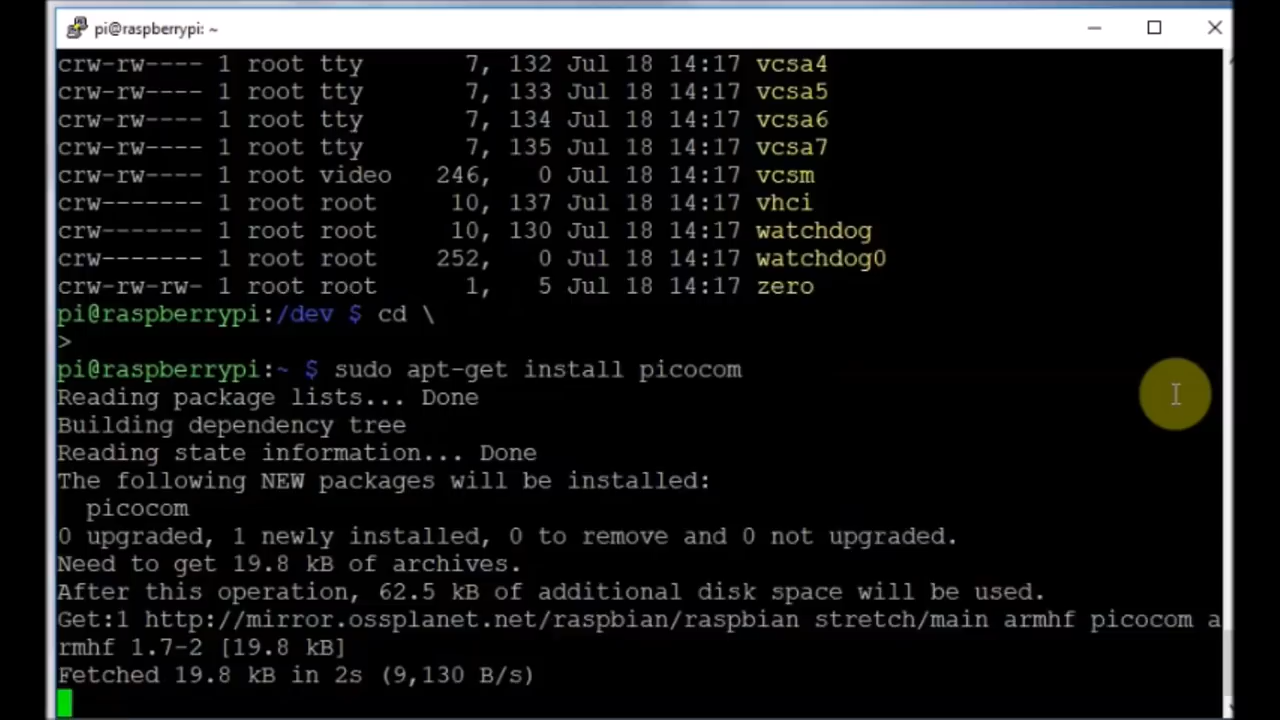 pi@raspberrypi: ~
crw-rw---- 1 root tty       7, 132 Jul 18 14:17 vcsa4
crw-rw---- 1 root tty       7, 133 Jul 18 14:17 vcsa5
crw-rw---- 1 root tty       7, 134 Jul 18 14:17 vcsa6
crw-rw---- 1 root tty       7, 135 Jul 18 14:17 vcsa7
crw-rw---- 1 root video   246,   0 Jul 18 14:17 vcsm
crw------- 1 root root     10, 137 Jul 18 14:17 vhci
crw------- 1 root root     10, 130 Jul 18 14:17 watchdog
crw------- 1 root root    252,   0 Jul 18 14:17 watchdog0
crw-rw-rw- 1 root root      1,   5 Jul 18 14:17 zero
pi@raspberrypi:/dev $ cd \
>
pi@raspberrypi:~ $ sudo apt-get install picocom
Reading package lists... Done
Building dependency tree
Reading state information... Done
The following NEW packages will be installed:
  picocom
0 upgraded, 1 newly installed, 0 to remove and 0 not upgraded.
Need to get 19.8 kB of archives.
After this operation, 62.5 kB of additional disk space will be used.
Get:1 http://mirror.ossplanet.net/raspbian/raspbian stretch/main armhf picocom a
rmhf 1.7-2 [19.8 kB]
Fetched 19.8 kB in 2s (9,130 B/s)